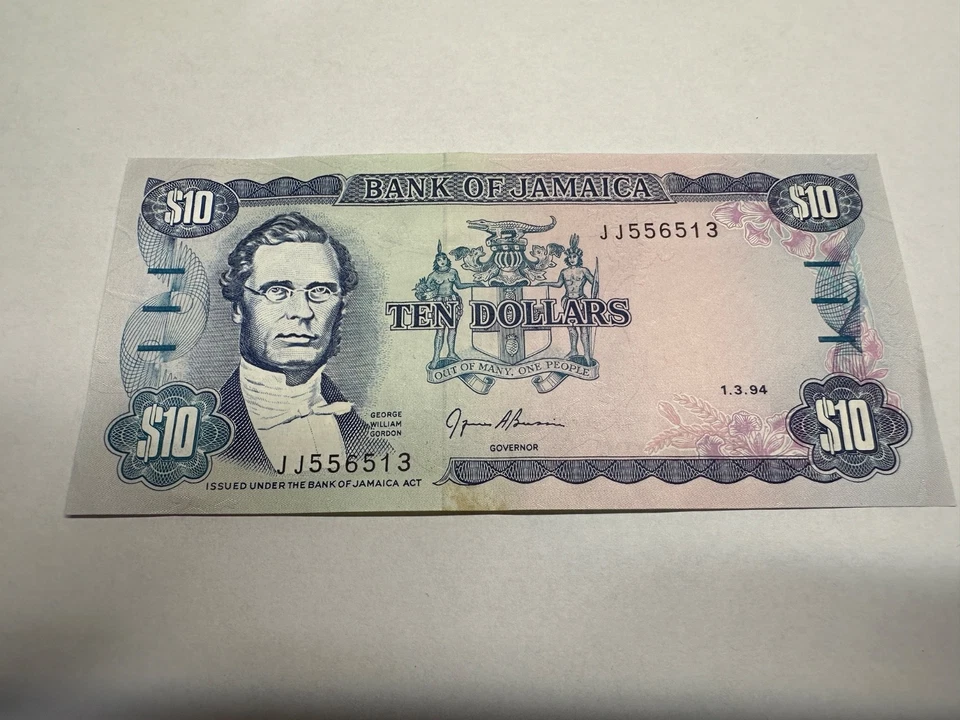 BANK OF JAMAICA
$10
$10
JJ556513
TEN DOLLARS
OUT OF MANY, ONE PEOPLE
1.3.94
GEORGE
WILLIAM
GORDON
GOVERNOR
$10
$10
JJ556513
ISSUED UNDER THE BANK OF JAMAICA ACT